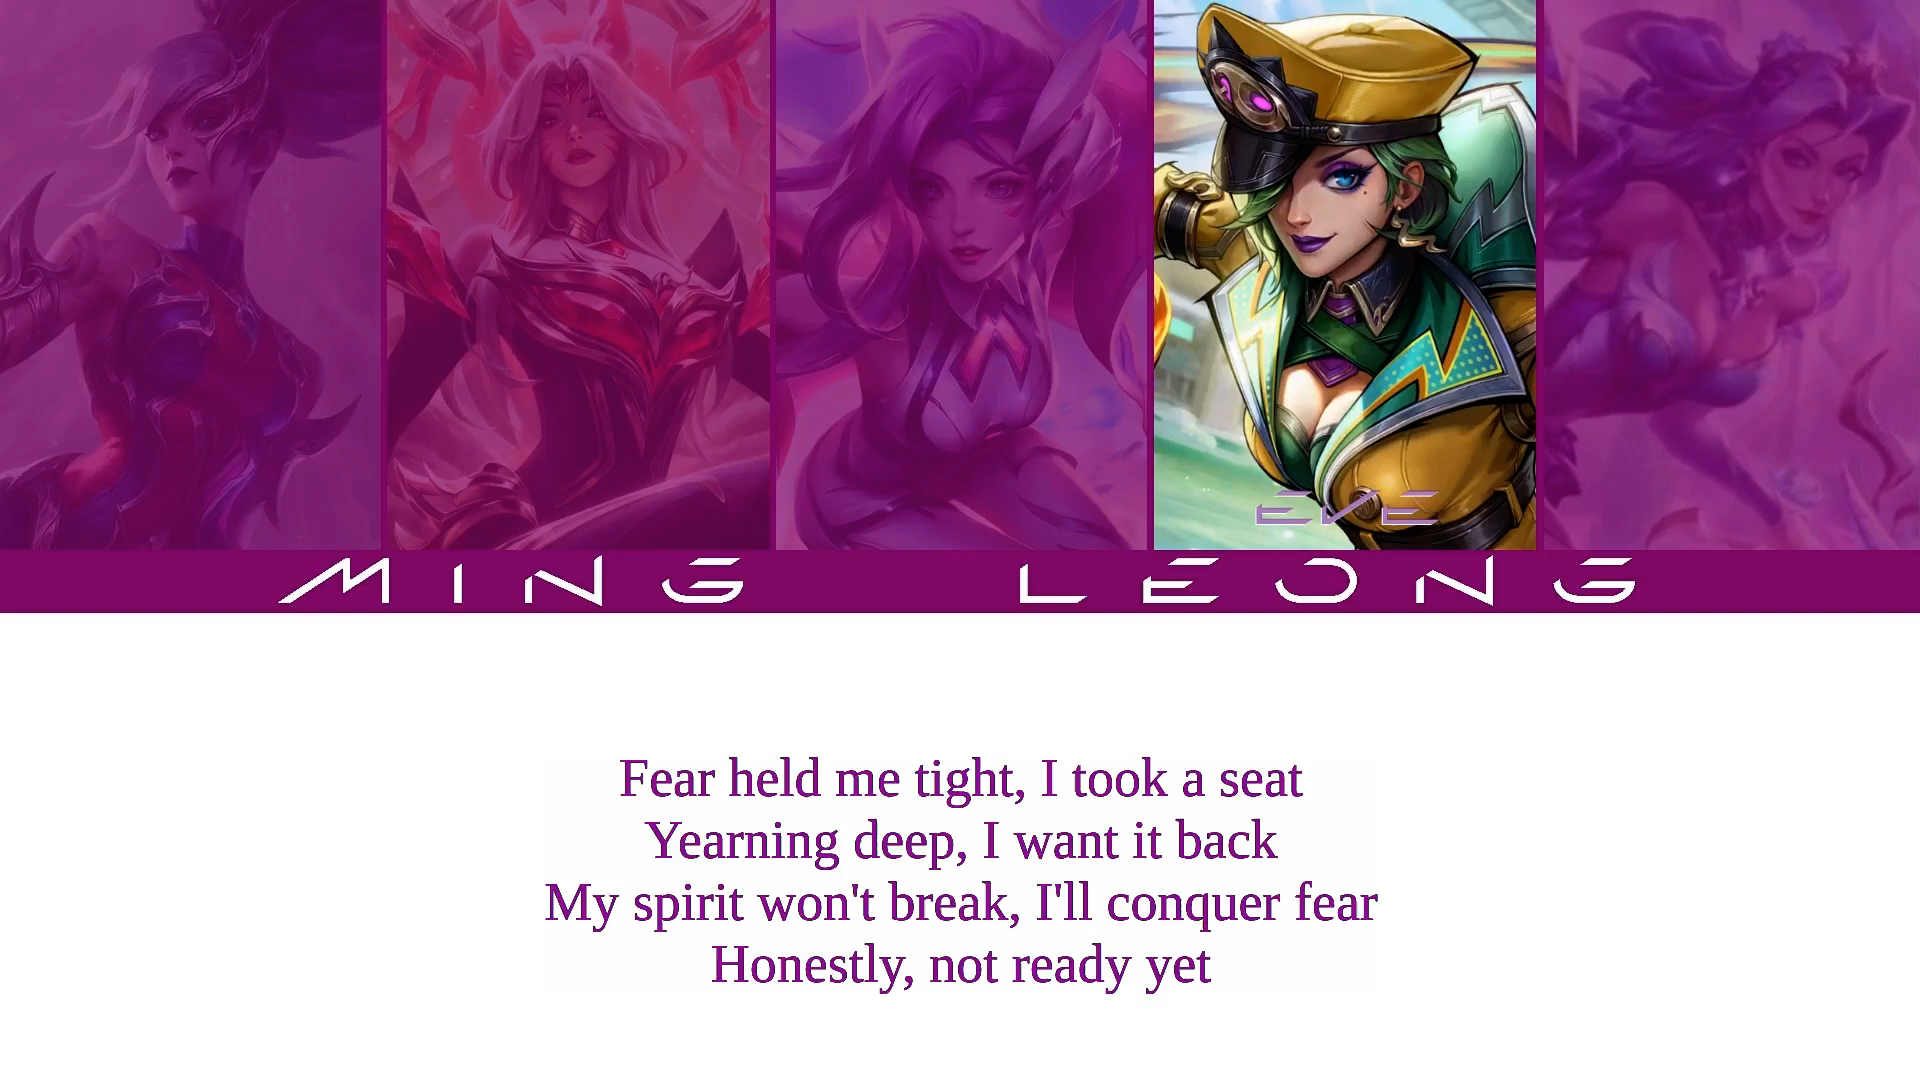 EVE
MING LEONG
Fear held me tight, I took a seat
Yearning deep, I want it back
My spirit won't break, I'll conquer fear
Honestly, not ready yet